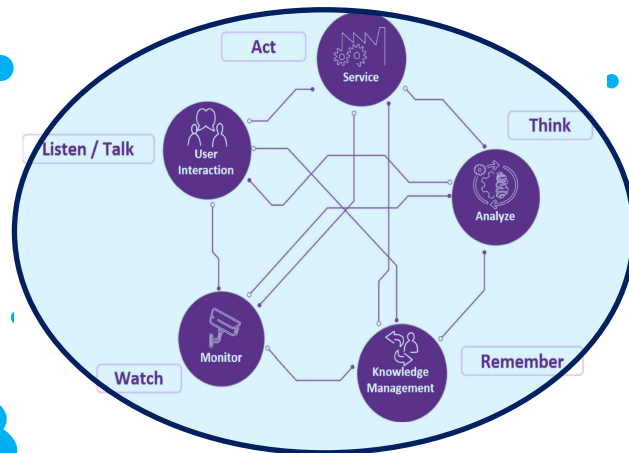 Act
Service
Think
Listen / Talk
User
Interaction
Analyze
Monitor
Knowledge
Management
Watch
Remember